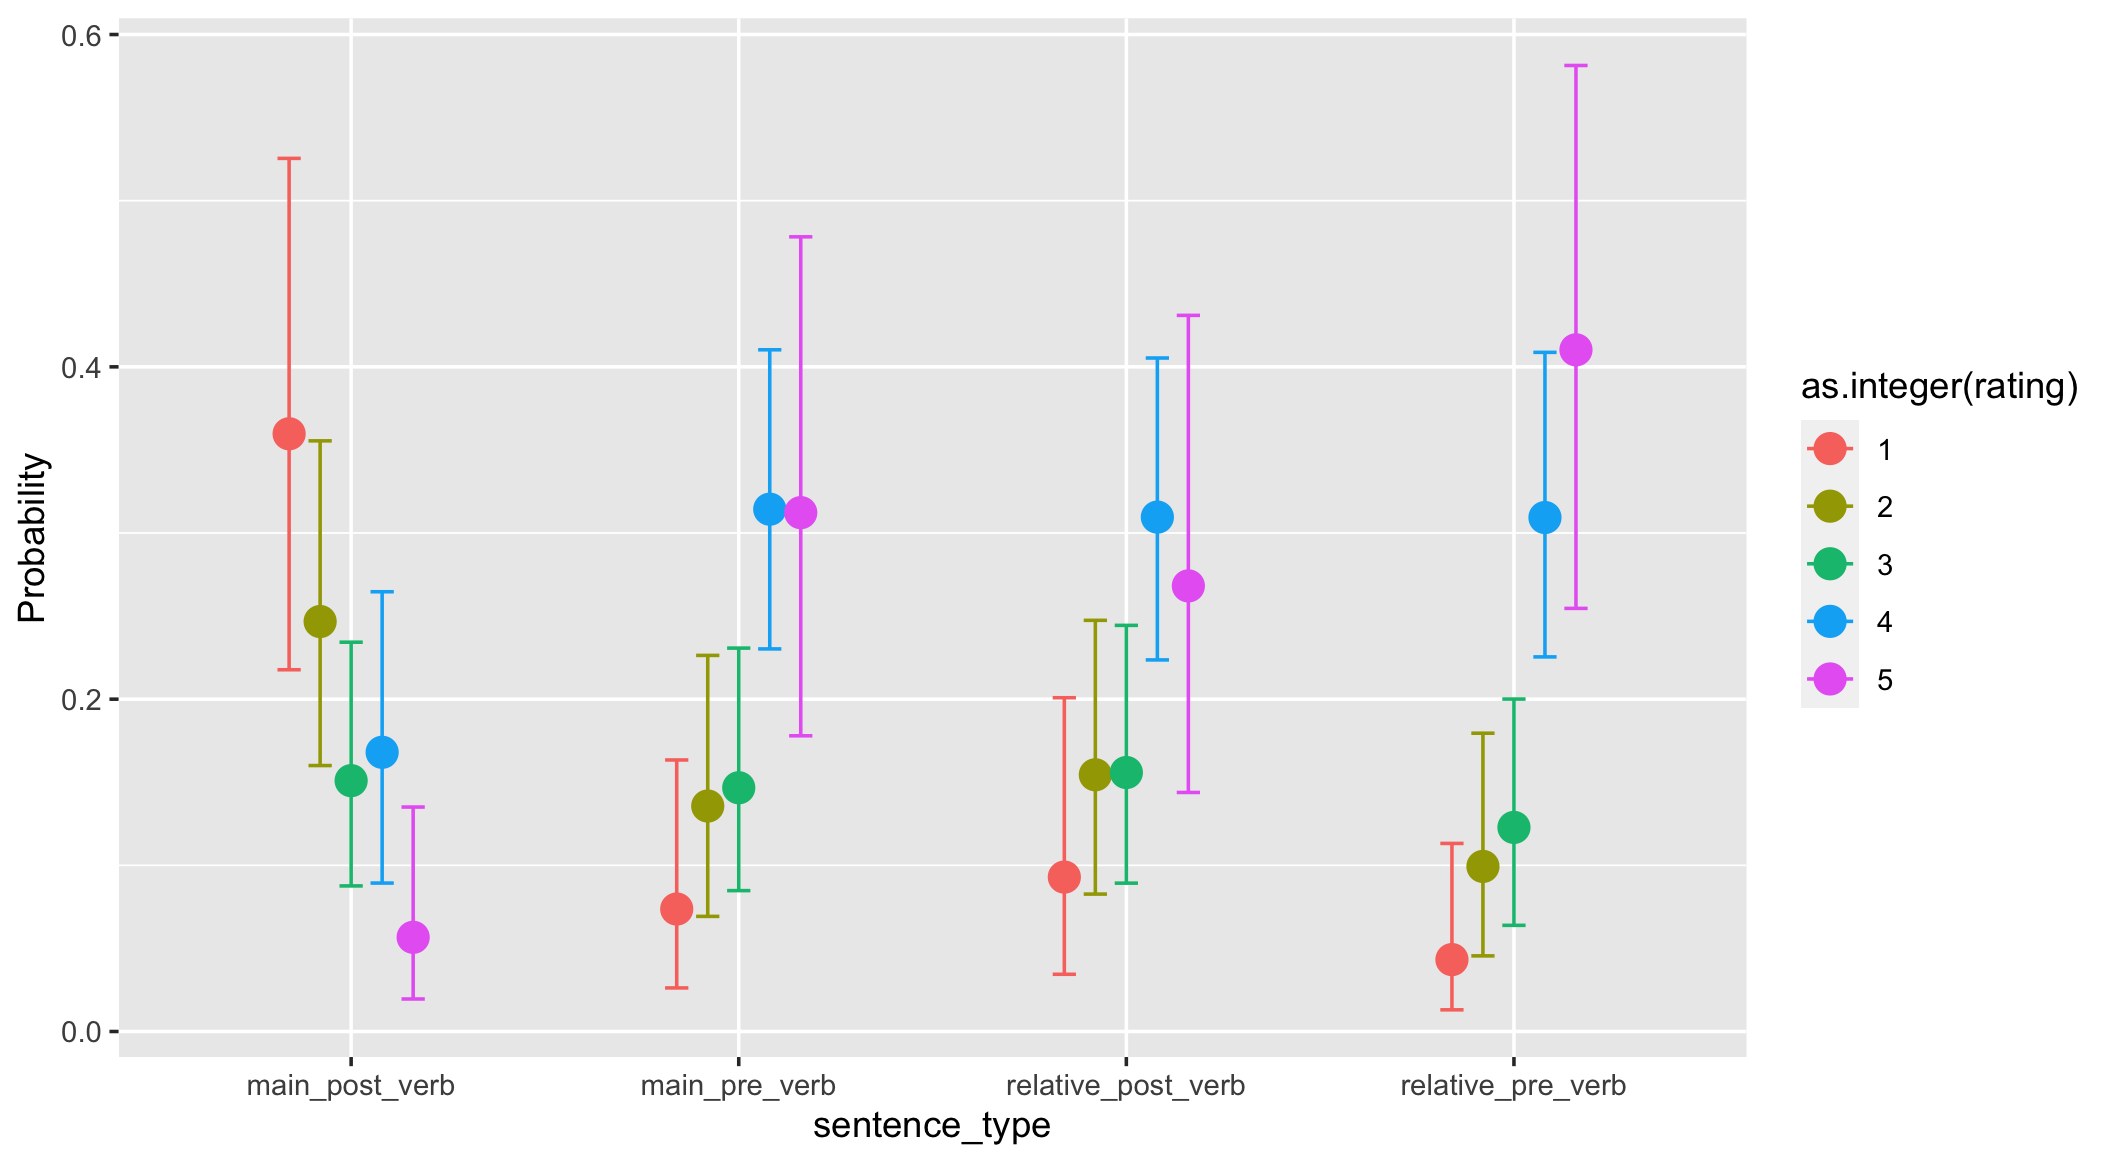 0.6
0.4
0.2
0.0
Probability
main_post_verb
main_pre_verb
relative_post_verb
relative_pre_verb
sentence_type
as.integer(rating)
1
2
3
4
5